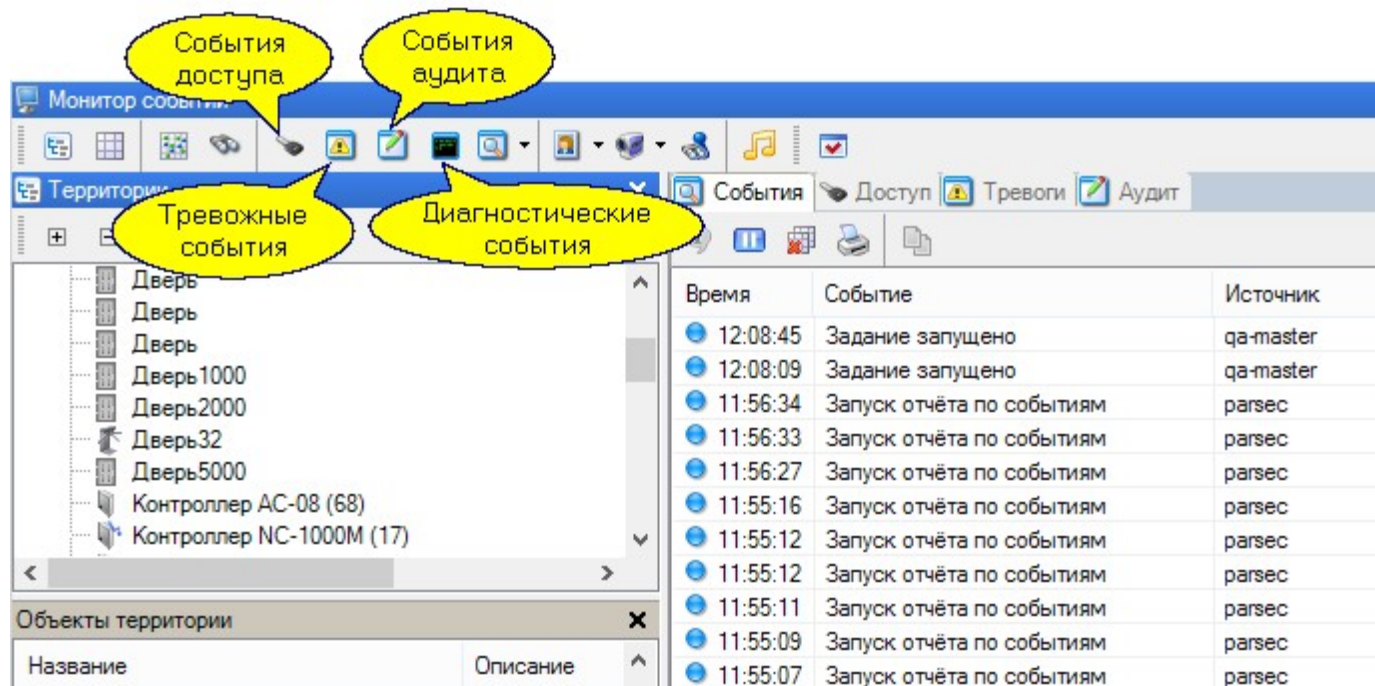 События
доступа
События
аудита
Монитор событий
Территории
Тревожные
события
Диагностические
события
События Доступ Тревоги Аудит
Дверь
Дверь
Дверь
Дверь1000
Дверь2000
Дверь32
Дверь5000
Контроллер AC-08 (68)
Контроллер NC-1000M (17)
Объекты территории
Название Описание
Время Событие Источник
12:08:45 Задание запущено qa-master
12:08:09 Задание запущено qa-master
11:56:34 Запуск отчёта по событиям parsec
11:56:33 Запуск отчёта по событиям parsec
11:56:27 Запуск отчёта по событиям parsec
11:55:16 Запуск отчёта по событиям parsec
11:55:12 Запуск отчёта по событиям parsec
11:55:12 Запуск отчёта по событиям parsec
11:55:11 Запуск отчёта по событиям parsec
11:55:09 Запуск отчёта по событиям parsec
11:55:07 Запуск отчёта по событиям parsec